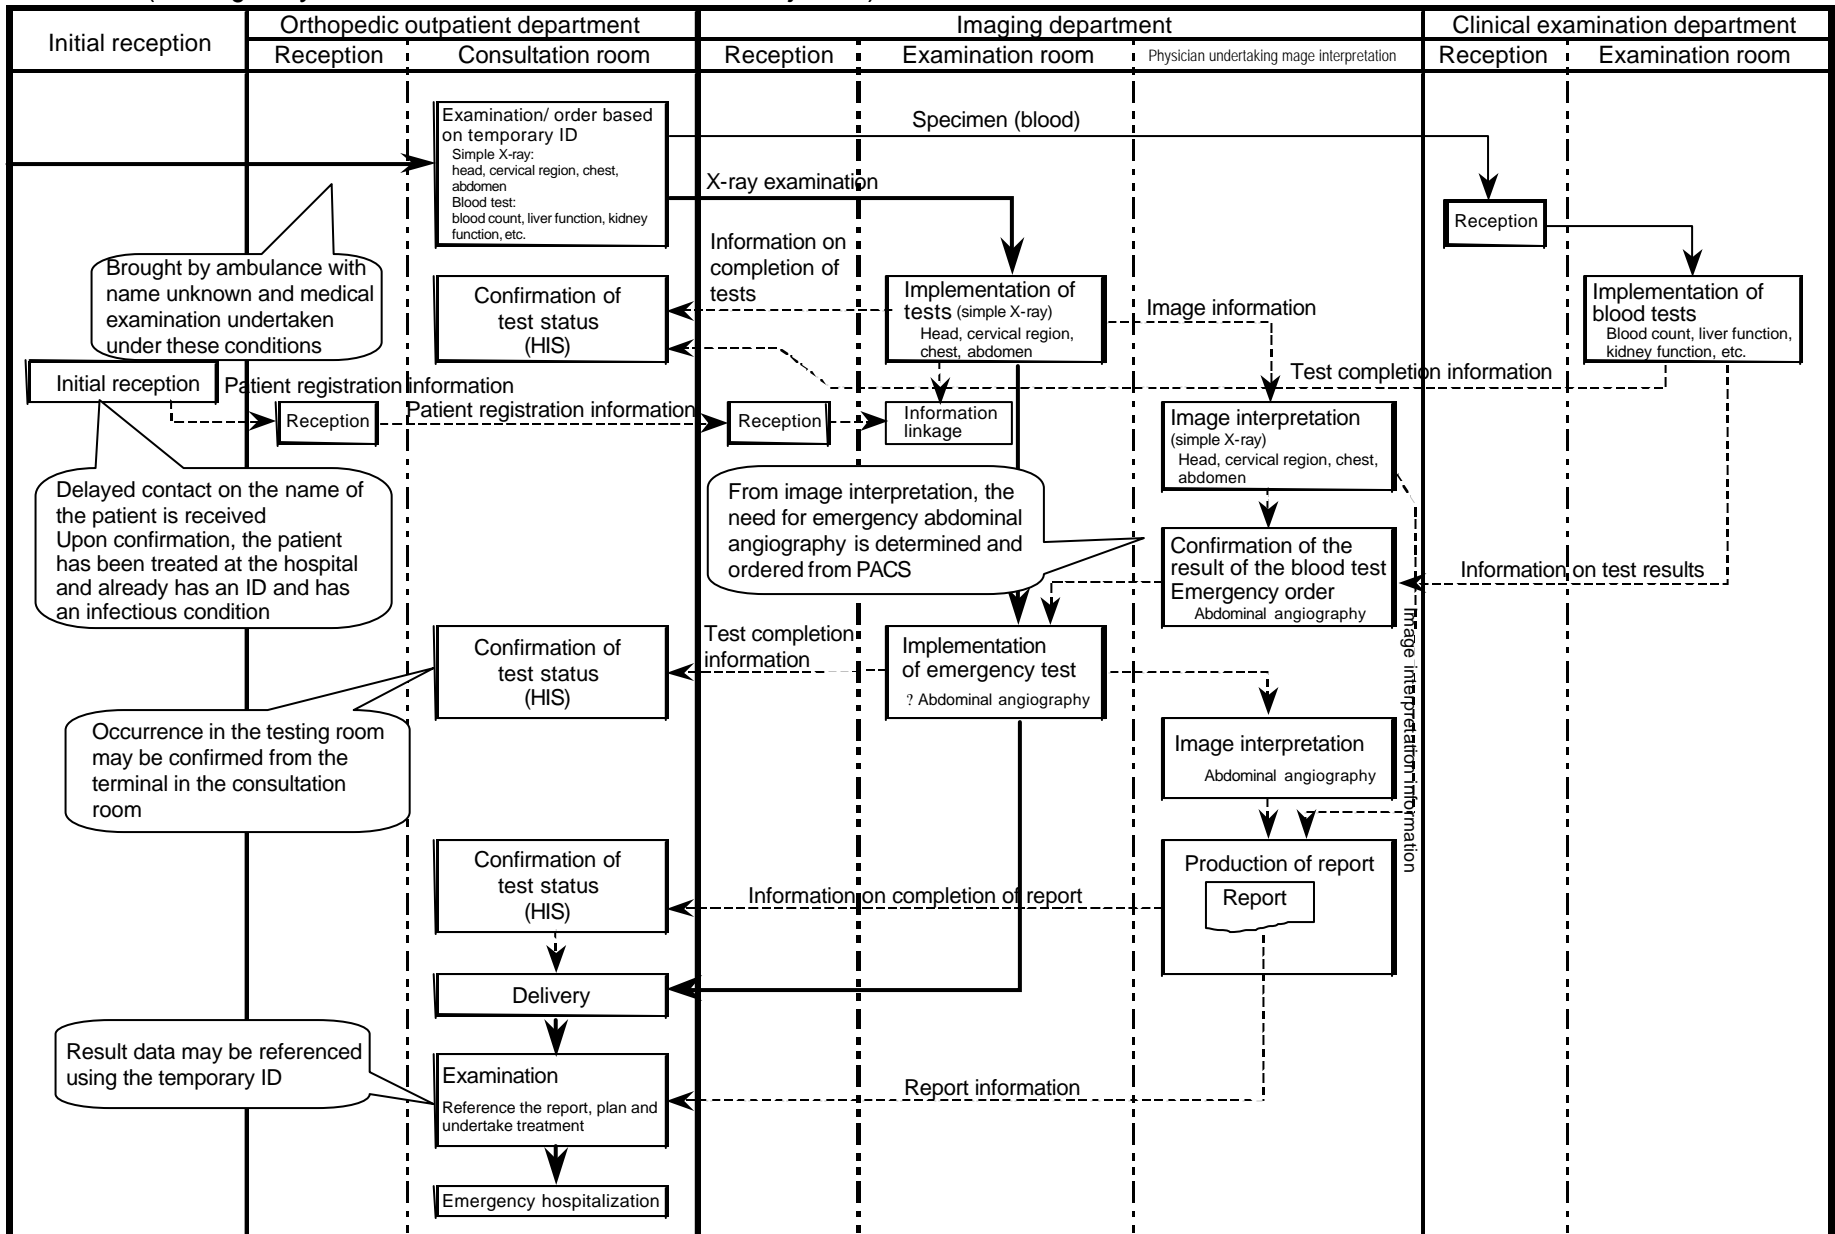 Initial reception
Orthopedic outpatient department
Imaging department
Clinical examination department
Reception
Consultation room
Reception
Examination room
Physician undertaking mage interpretation
Reception
Examination room
Examination/ order based
on temporary ID
Simple X-ray:
head, cervical region, chest,
abdomen
Blood test:
blood count, liver function, kidney
function, etc.
Specimen (blood)
X-ray examination
Reception
Brought by ambulance with
name unknown and medical
examination undertaken
under these conditions
Information on
completion of
tests
Confirmation of
test status
(HIS)
Implementation of
tests (simple X-ray)
Head, cervical region,
chest, abdomen
Image information
Implementation of
blood tests
Blood count, liver function,
kidney function, etc.
Test completion information
Initial reception
Patient registration information
Reception
Patient registration information
Reception
Information
linkage
Image interpretation
(simple X-ray)
Head, cervical region, chest,
abdomen
Delayed contact on the name of
the patient is received
Upon confirmation, the patient
has been treated at the hospital
and already has an ID and has
an infectious condition
From image interpretation, the
need for emergency abdominal
angiography is determined and
ordered from PACS
Confirmation of the
result of the blood test
Emergency order
Abdominal angiography
Information on test results
Image interpretation information
Confirmation of
test status
(HIS)
Test completion
information
Implementation
of emergency test
? Abdominal angiography
Occurrence in the testing room
may be confirmed from the
terminal in the consultation
room
Image interpretation
Abdominal angiography
Confirmation of
test status
(HIS)
Information on completion of report
Production of report
Report
Delivery
Result data may be referenced
using the temporary ID
Examination
Reference the report, plan and
undertake treatment
Report information
Emergency hospitalization